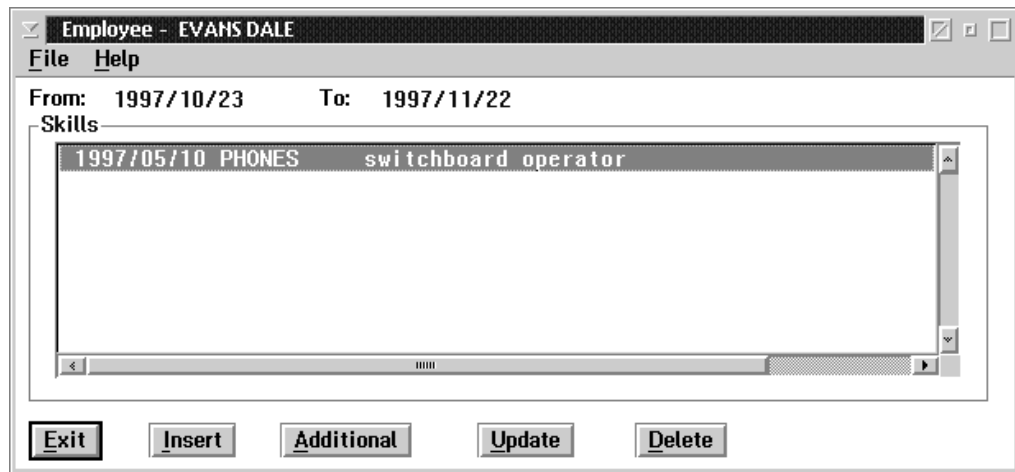 Employee - EVANS DALE
File Help
From: 1997/10/23 To: 1997/11/22
Skills
1997/05/10 PHONES switchboard operator
Exit Insert Additional Update Delete